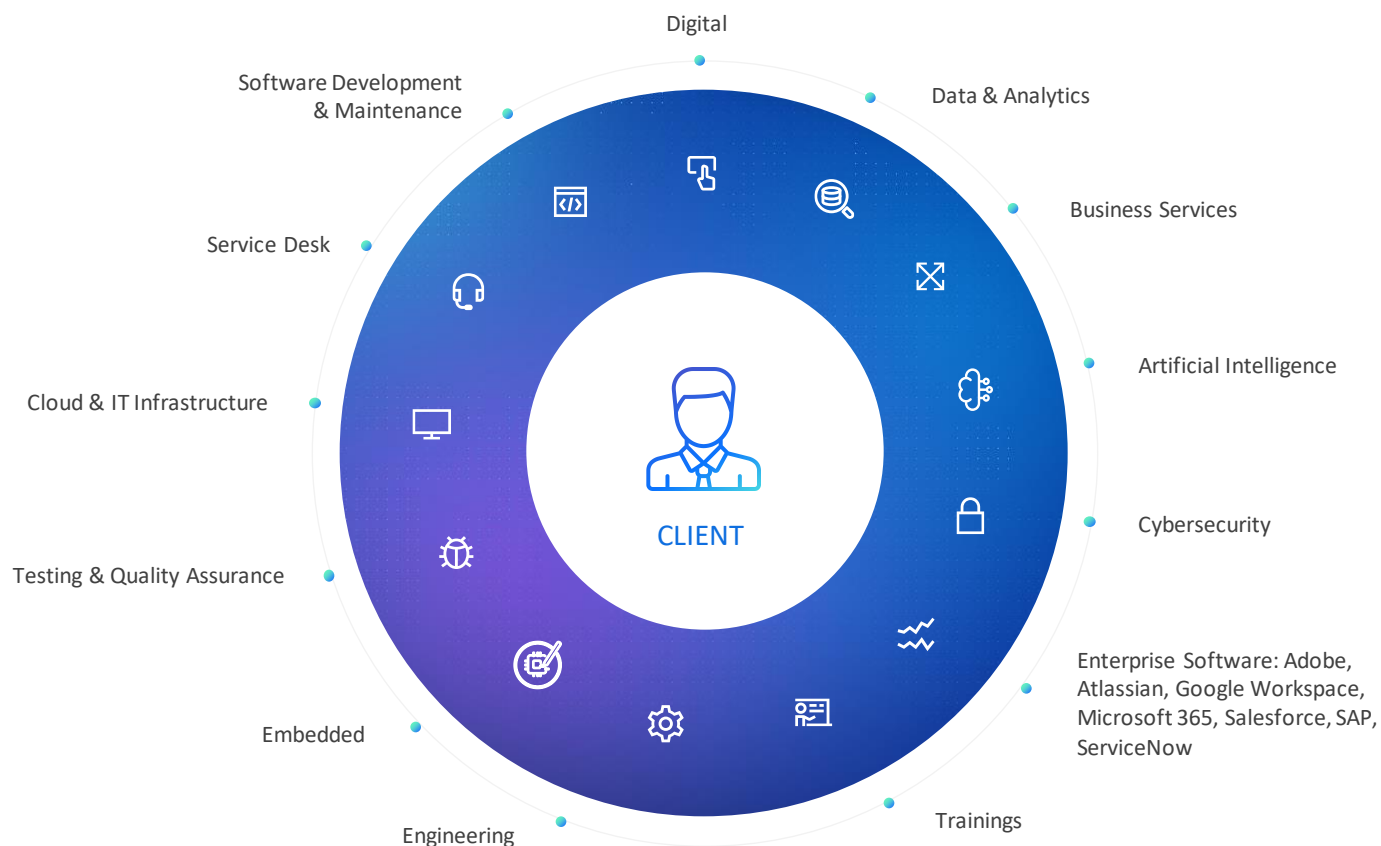 Digital
Software Development
& Maintenance
Data & Analytics
Business Services
Service Desk
Artificial Intelligence
Cloud & IT Infrastructure
CLIENT
Cybersecurity
Testing & Quality Assurance
Enterprise Software: Adobe,
Atlassian, Google Workspace,
Microsoft 365, Salesforce, SAP,
ServiceNow
Embedded
Trainings
Engineering